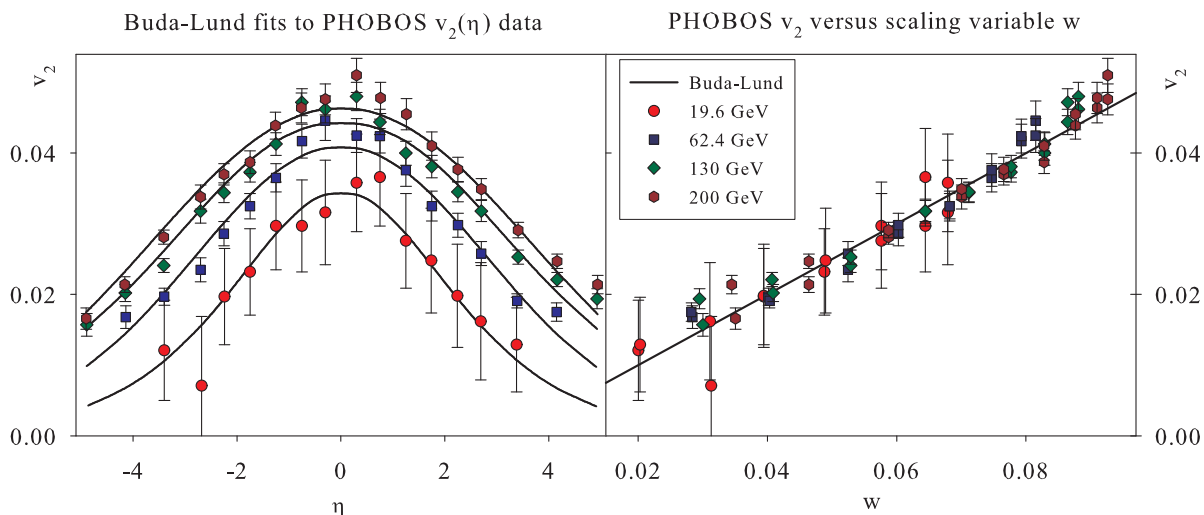 Buda-Lund fits to PHOBOS v₂(η) data
PHOBOS v₂ versus scaling variable w
v₂
0.04
0.02
0.00
-4 -2 0 2 4
η
Buda-Lund
19.6 GeV
62.4 GeV
130 GeV
200 GeV
v₂
0.04
0.02
0.00
0.02 0.04 0.06 0.08
w